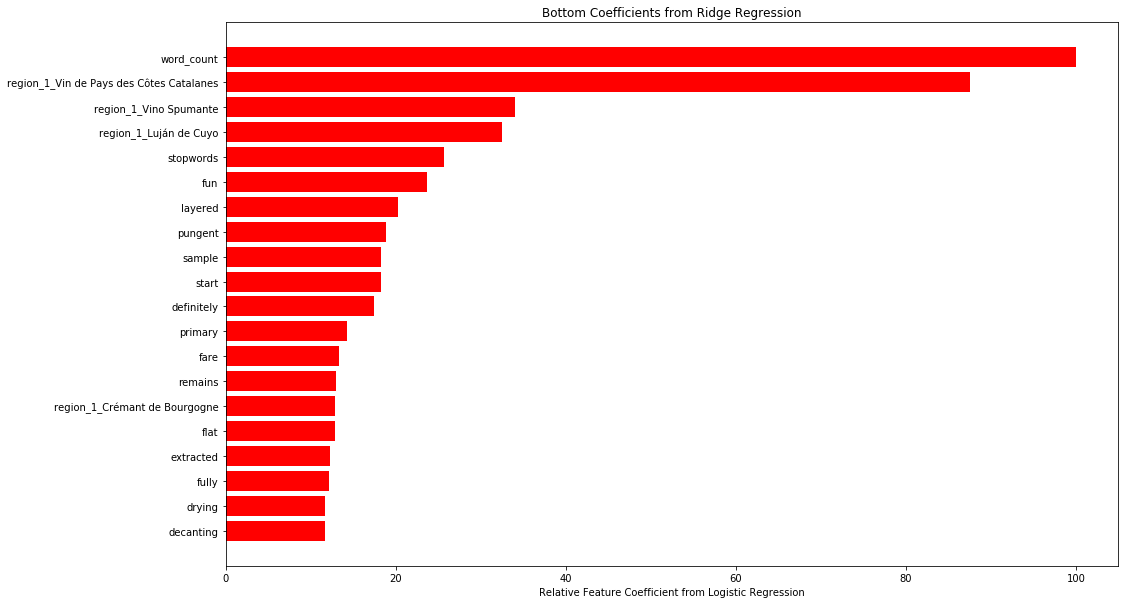 Bottom Coefficients from Ridge Regression
word_count
region_1_Vin de Pays des Côtes Catalanes
region_1_Vino Spumante
region_1_Luján de Cuyo
stopwords
fun
layered
pungent
sample
start
definitely
primary
fare
remains
region_1_Crémant de Bourgogne
flat
extracted
fully
drying
decanting
0 20 40 60 80 100
Relative Feature Coefficient from Logistic Regression